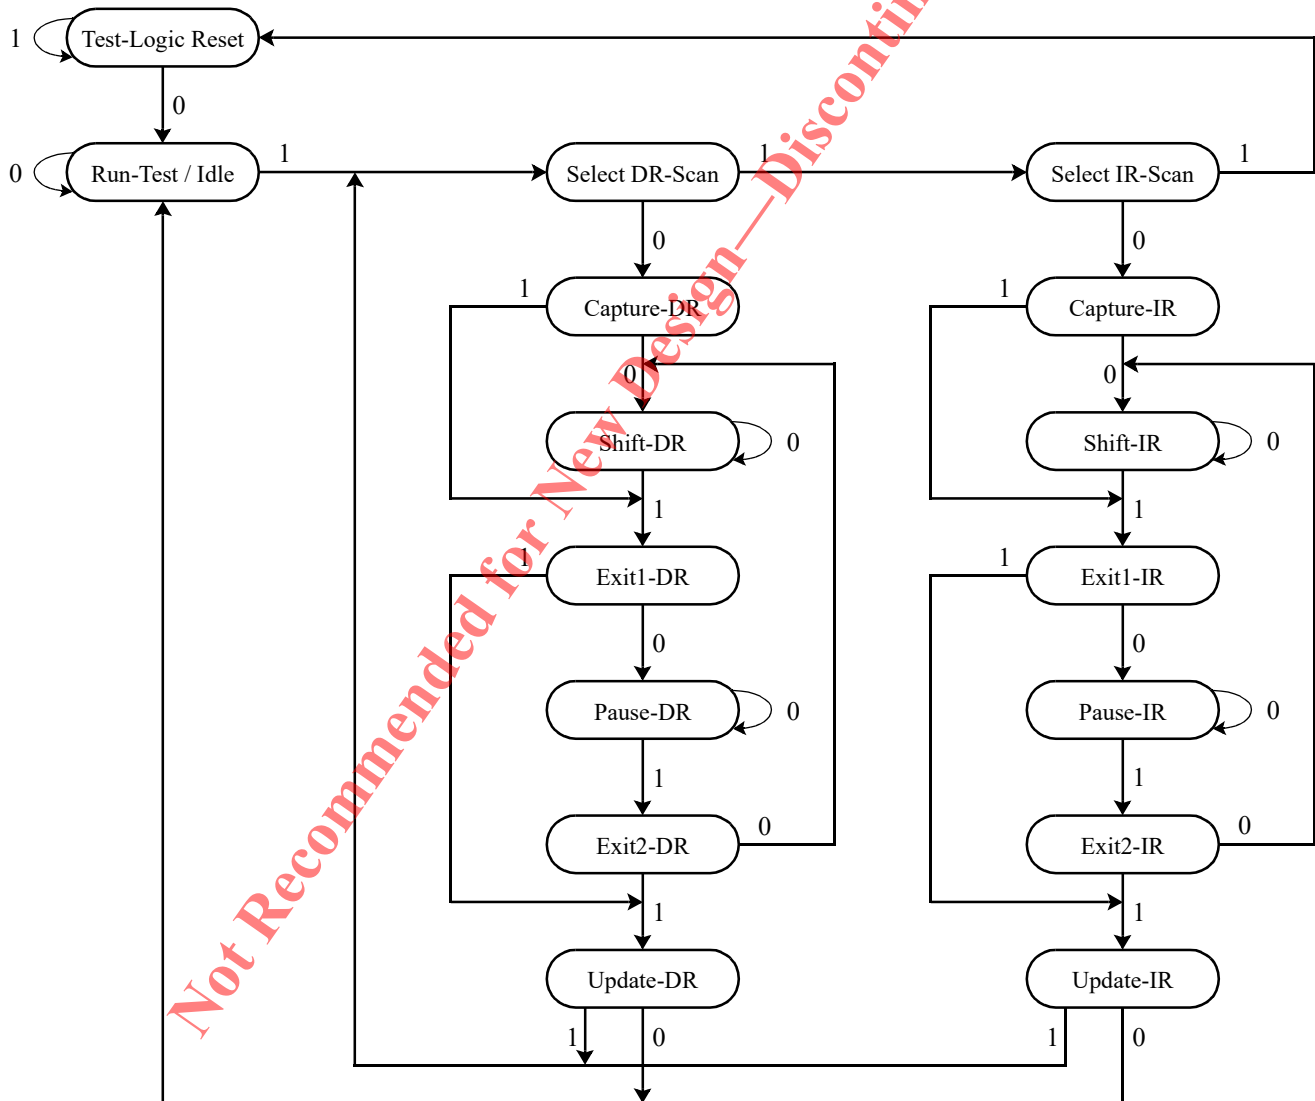 1 Test-Logic Reset
0
0 Run-Test / Idle 1 Select DR-Scan 1 Select IR-Scan 1
0 0
1 Capture-DR 1 Capture-IR
0 0
Shift-DR 0 Shift-IR 0
1 1
1 Exit1-DR 1 Exit1-IR
0 0
Pause-DR 0 Pause-IR 0
1 1
Exit2-DR 0 Exit2-IR 0
1 1
Update-DR Update-IR
1 0 1 0
Not Recommended for New Design—Discontin